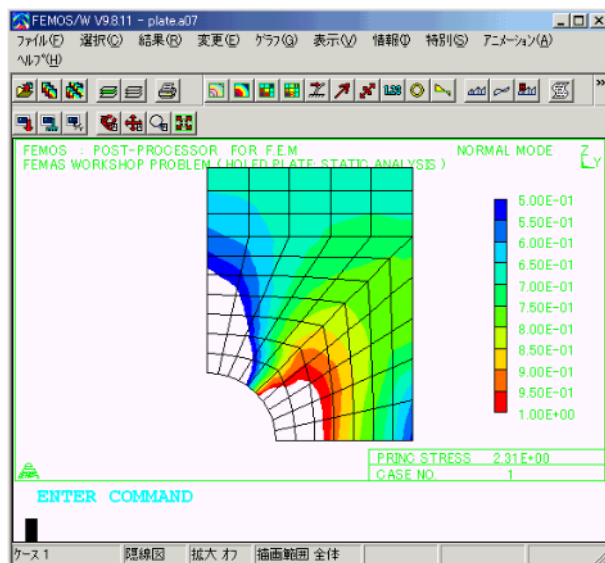 FEMOS/W V9.8.11 - plate.a07
ファイル(F) 選択(C) 結果(R) 変更(E) グラフ(G) 表示(V) 情報(I) 特別(S) アニメーション(A)
ヘルプ(H)
1.23
FEMOS : POST-PROCESSOR FOR F.E.M NORMAL MODE Z
FEMAS WORKSHOP PROBLEM ( HOLED PLATE: STATIC ANALYSIS ) Y
5.00E-01
5.50E-01
6.00E-01
6.50E-01
7.00E-01
7.50E-01
8.00E-01
8.50E-01
9.00E-01
9.50E-01
1.00E+00
PRINC STRESS 2.31E+00
CASE NO. 1
ENTER COMMAND
ケース 1 隠線図 拡大 オフ 描画範囲 全体